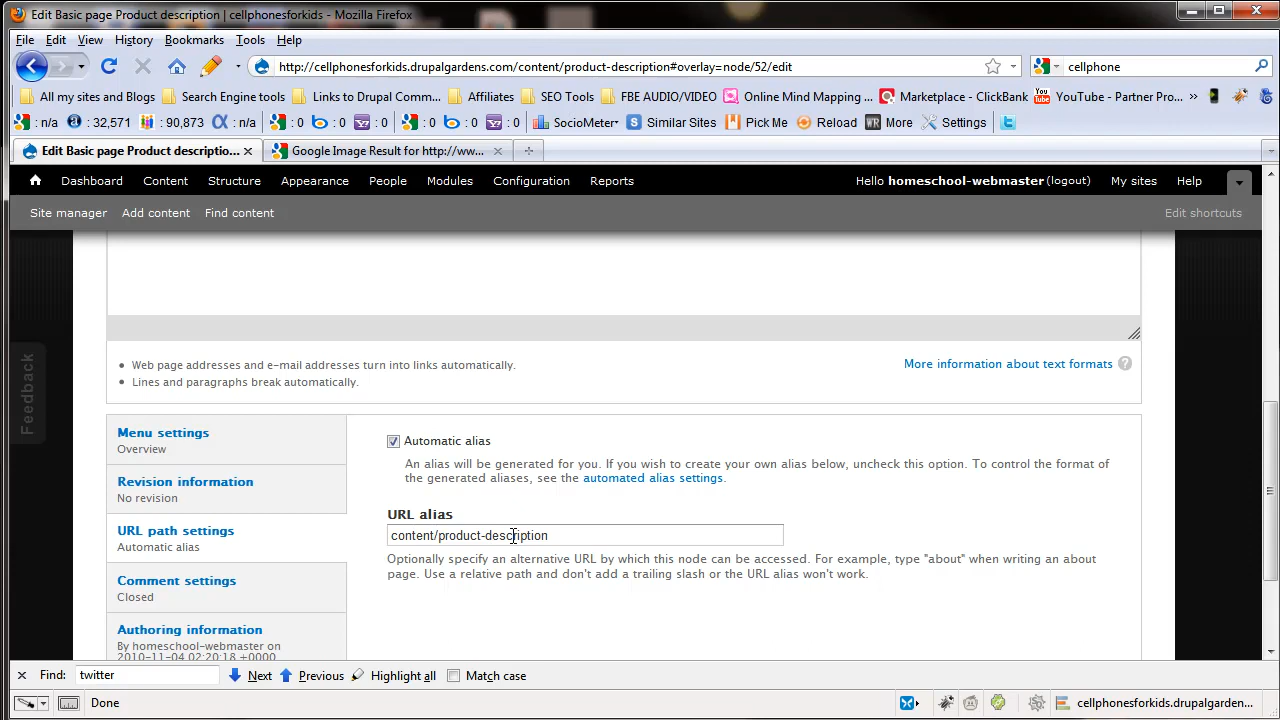 Edit Basic page Product description | cellphonesforkids - Mozilla Firefox
File Edit View History Bookmarks Tools Help
http://cellphonesforkids.drupalgardens.com/content/product-description#overlay=node/52/edit cellphone
All my sites and Blogs Search Engine tools Links to Drupal Comm... Affiliates SEO Tools FBE AUDIO/VIDEO Online Mind Mapping ... Marketplace - ClickBank YouTube - Partner Pro... »
: n/a : 32,571 : 90,873 : n/a : 0 : 0 : 0 : 0 : 0 : 0 SocioMeter Similar Sites Pick Me Reload More Settings
Edit Basic page Product descriptio... Google Image Result for http://ww...
Dashboard Content Structure Appearance People Modules Configuration Reports Hello homeschool-webmaster (logout) My sites Help
Site manager Add content Find content Edit shortcuts
Feedback
Web page addresses and e-mail addresses turn into links automatically.
More information about text formats ?
Lines and paragraphs break automatically.
Menu settings
Overview
Revision information
No revision
URL path settings
Automatic alias
Comment settings
Closed
Authoring information
By homeschool-webmaster on
2010-11-04 02:20:18 +0000
Automatic alias
An alias will be generated for you. If you wish to create your own alias below, uncheck this option. To control the format of
the generated aliases, see the automated alias settings.
URL alias
content/product-description
Optionally specify an alternative URL by which this node can be accessed. For example, type "about" when writing an about
page. Use a relative path and don't add a trailing slash or the URL alias won't work.
Find: twitter Next Previous Highlight all Match case
Done cellphonesforkids.drupalgarden...